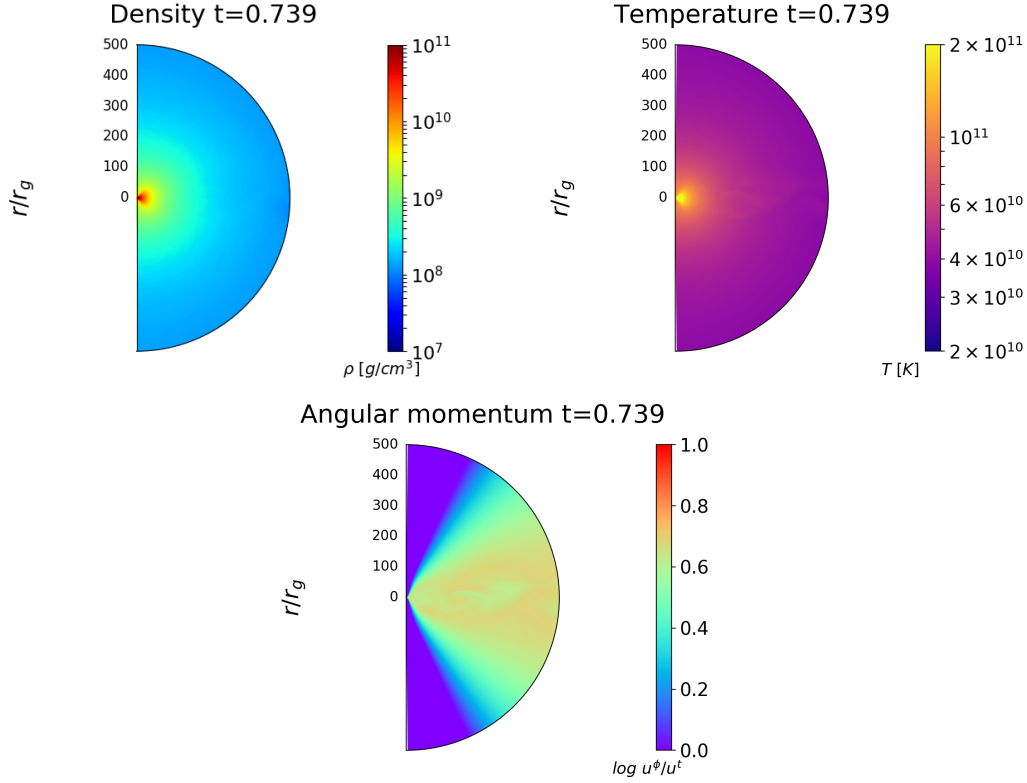 Density t=0.739
500
400
300
200
100
0
r/r_g
10^11
10^10
10^9
10^8
10^7
ρ [g/cm^3]
Temperature t=0.739
500
400
300
200
100
0
r/r_g
2 × 10^11
10^11
6 × 10^10
4 × 10^10
3 × 10^10
2 × 10^10
T [K]
Angular momentum t=0.739
500
400
300
200
100
0
r/r_g
1.0
0.8
0.6
0.4
0.2
0.0
log u^ϕ/u^t